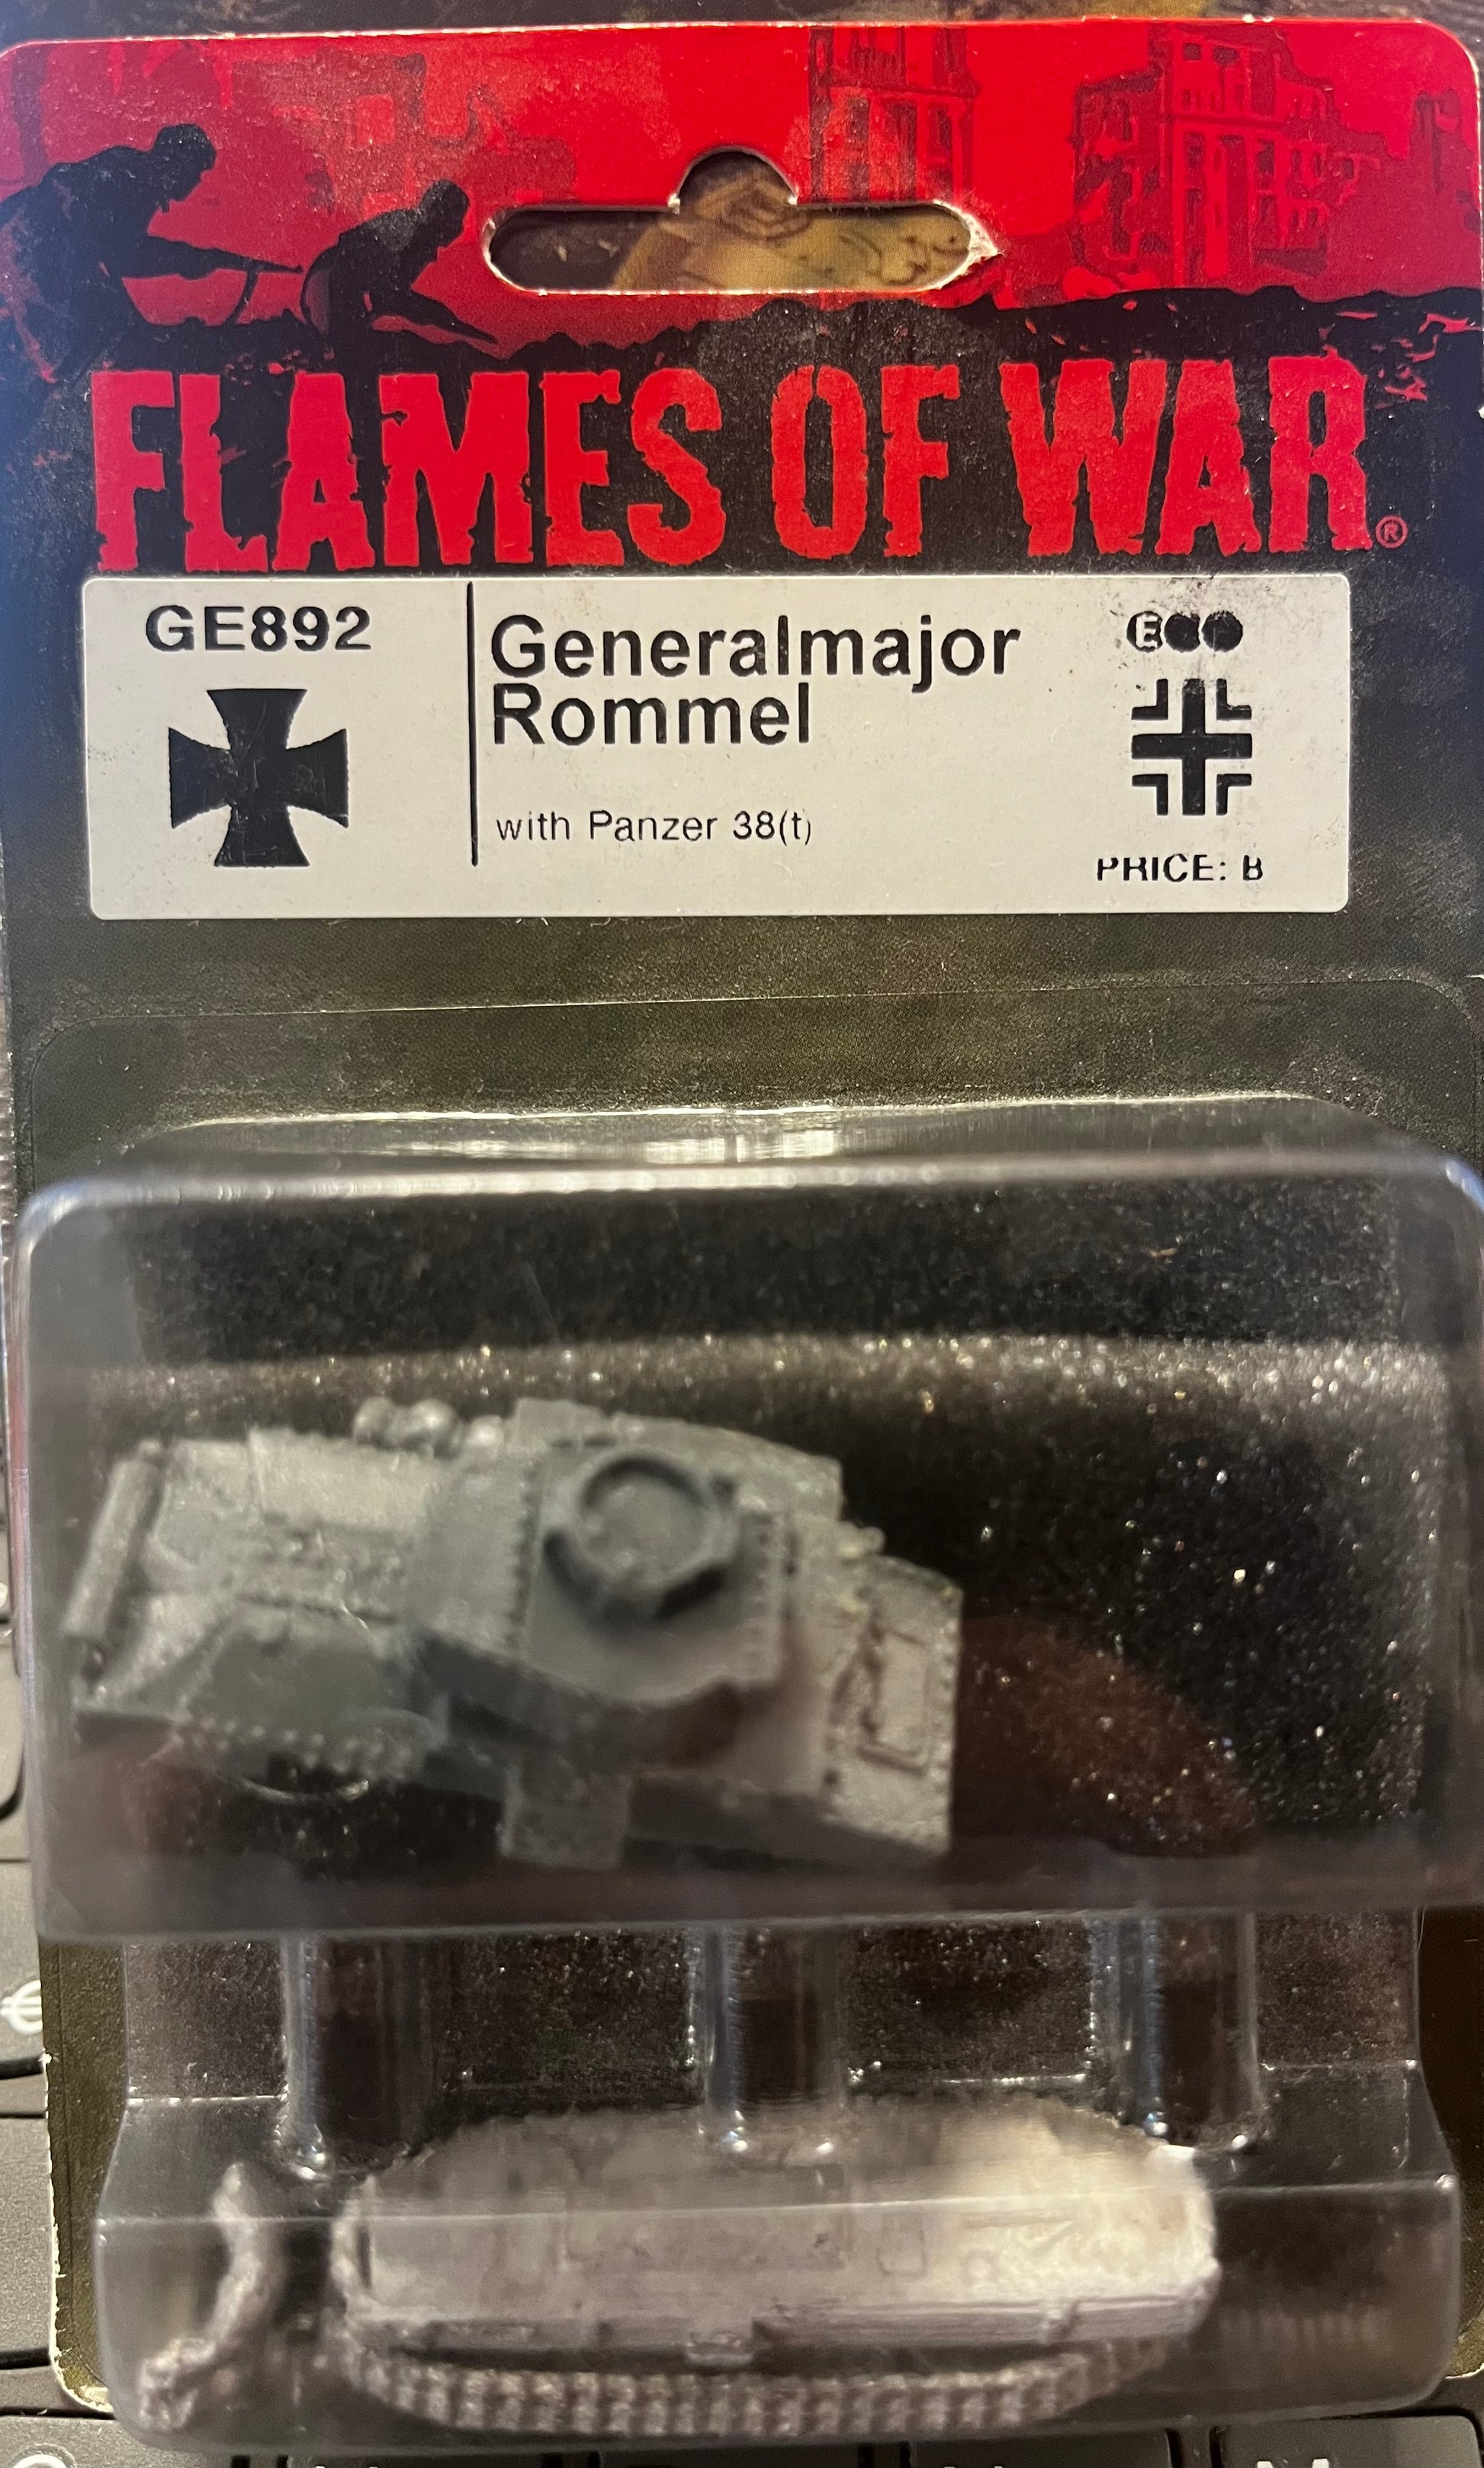 FLAMES OF WAR®
GE892
Generalmajor
Rommel
with Panzer 38(t)
PRICE: B
€
M